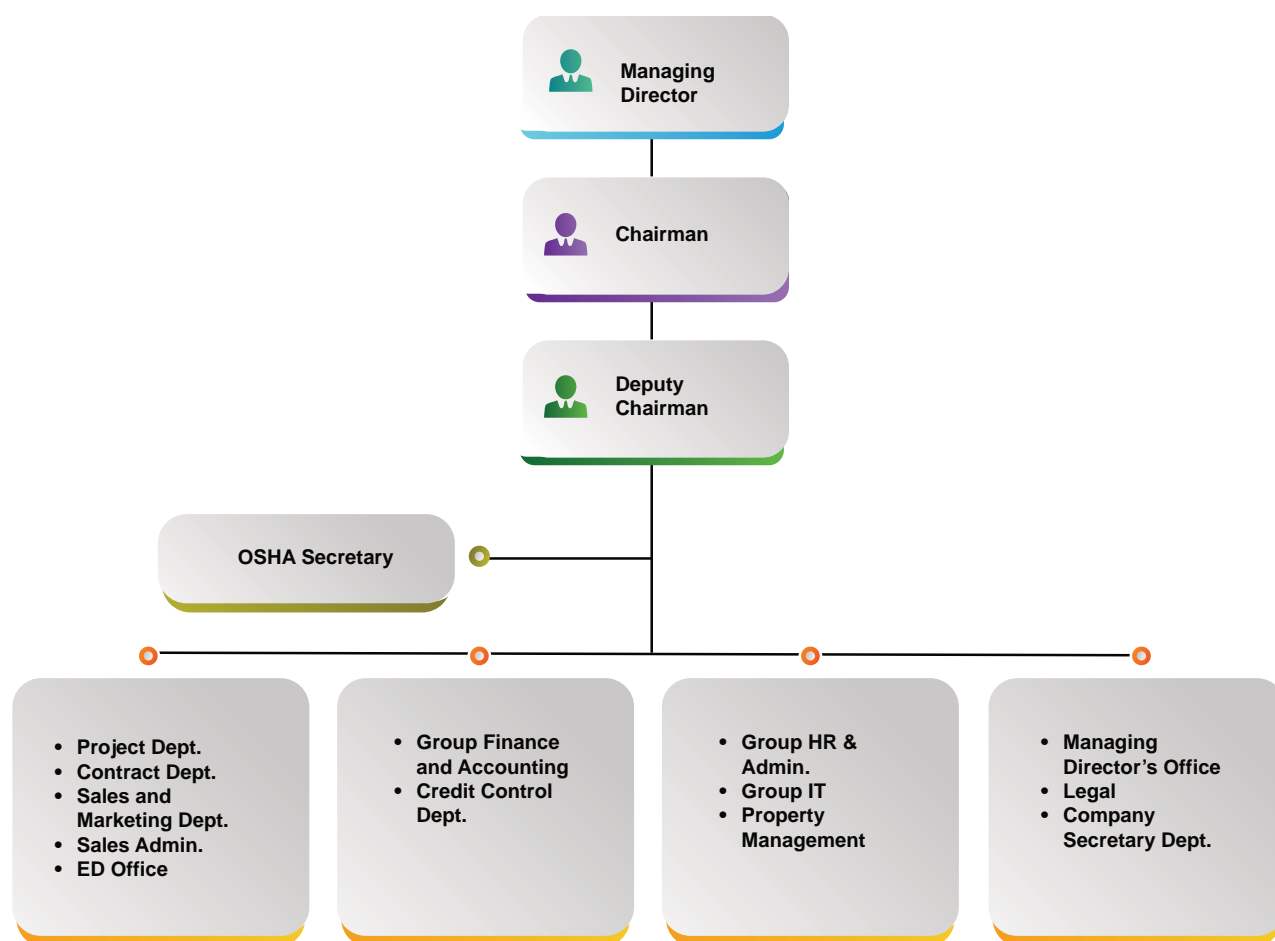 Managing
Director
Chairman
Deputy
Chairman
OSHA Secretary
• Project Dept.
• Contract Dept.
• Sales and
Marketing Dept.
• Sales Admin.
• ED Office
• Group Finance
and Accounting
• Credit Control
Dept.
• Group HR &
Admin.
• Group IT
• Property
Management
• Managing
Director’s Office
• Legal
• Company
Secretary Dept.